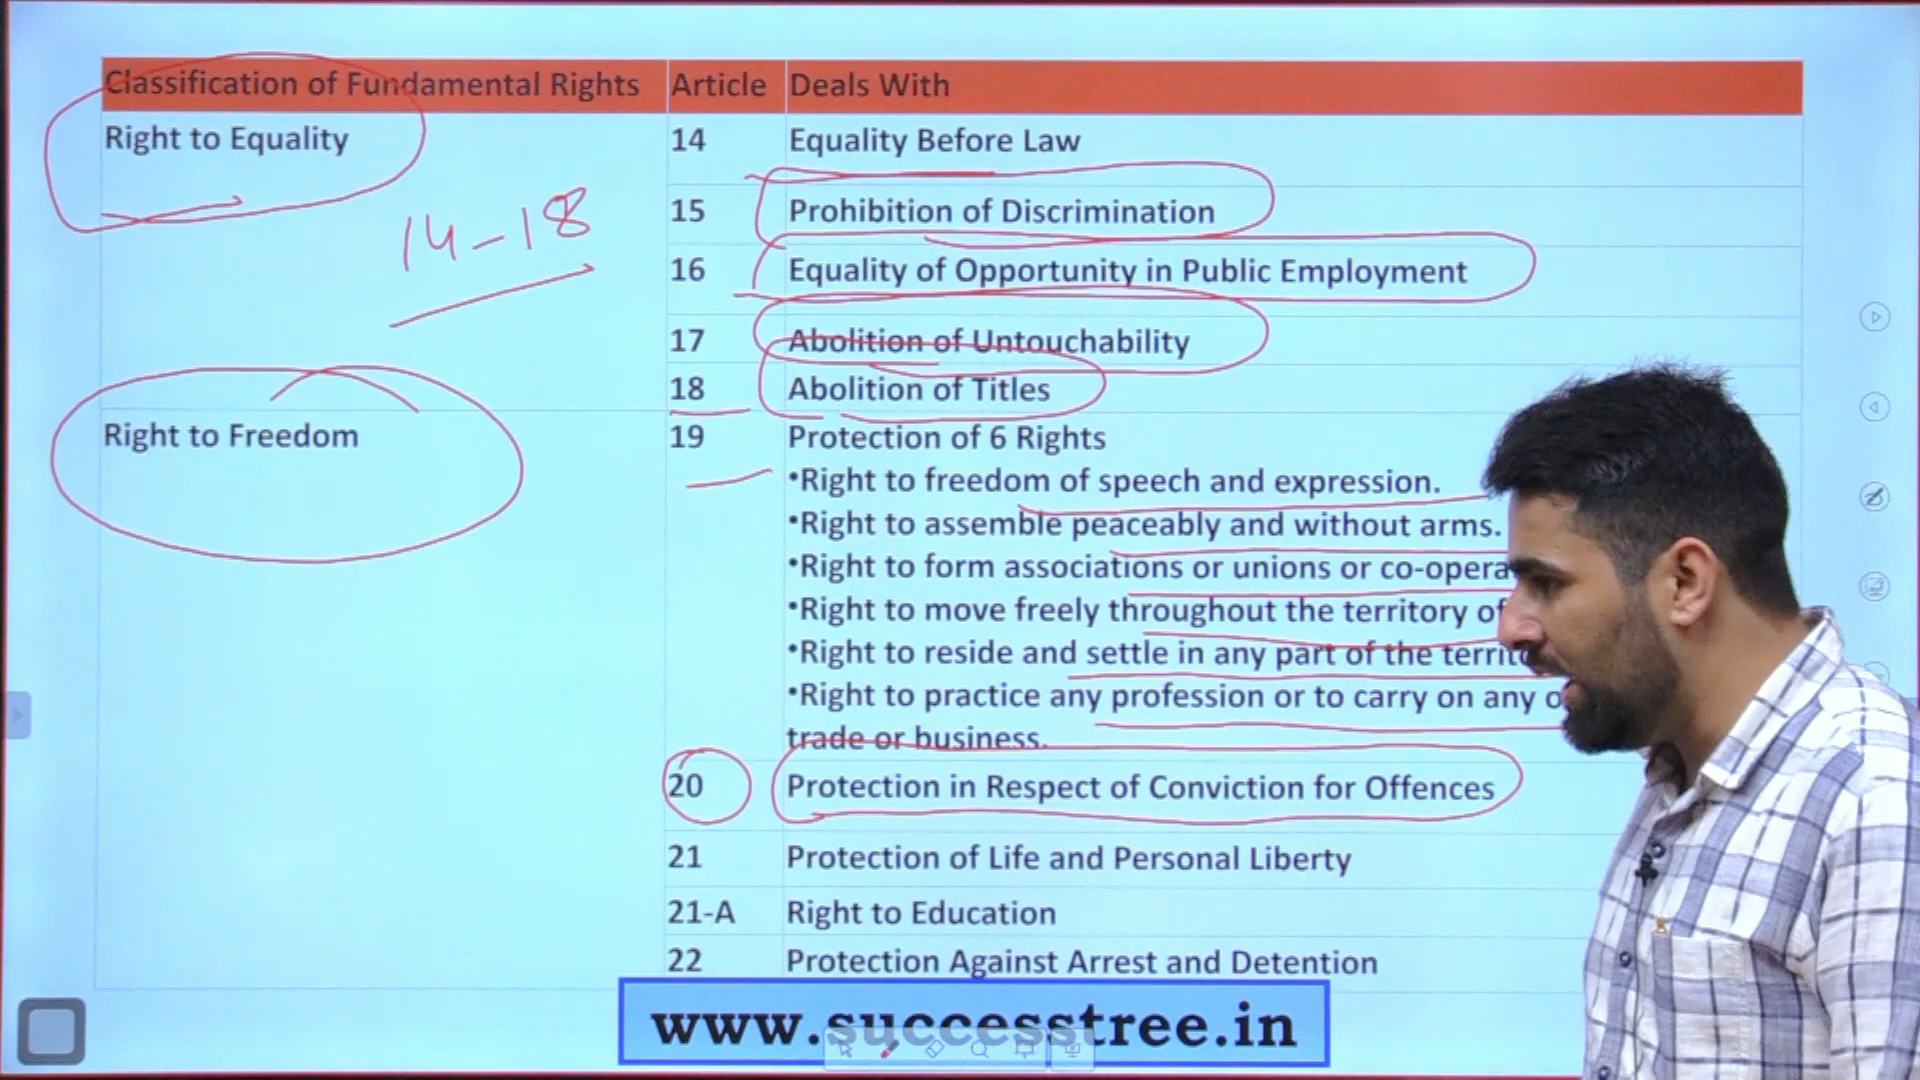 Classification of Fundamental Rights Article Deals With
Right to Equality 14 Equality Before Law
15 Prohibition of Discrimination
14-18
16 Equality of Opportunity in Public Employment
17 Abolition of Untouchability
18 Abolition of Titles
Right to Freedom 19 Protection of 6 Rights
•Right to freedom of speech and expression.
•Right to assemble peaceably and without arms.
•Right to form associations or unions or co-opera
•Right to move freely throughout the territory of
•Right to reside and settle in any part of the territo
•Right to practice any profession or to carry on any o
trade or business.
20 Protection in Respect of Conviction for Offences
21 Protection of Life and Personal Liberty
21-A Right to Education
22 Protection Against Arrest and Detention
www.successtree.in